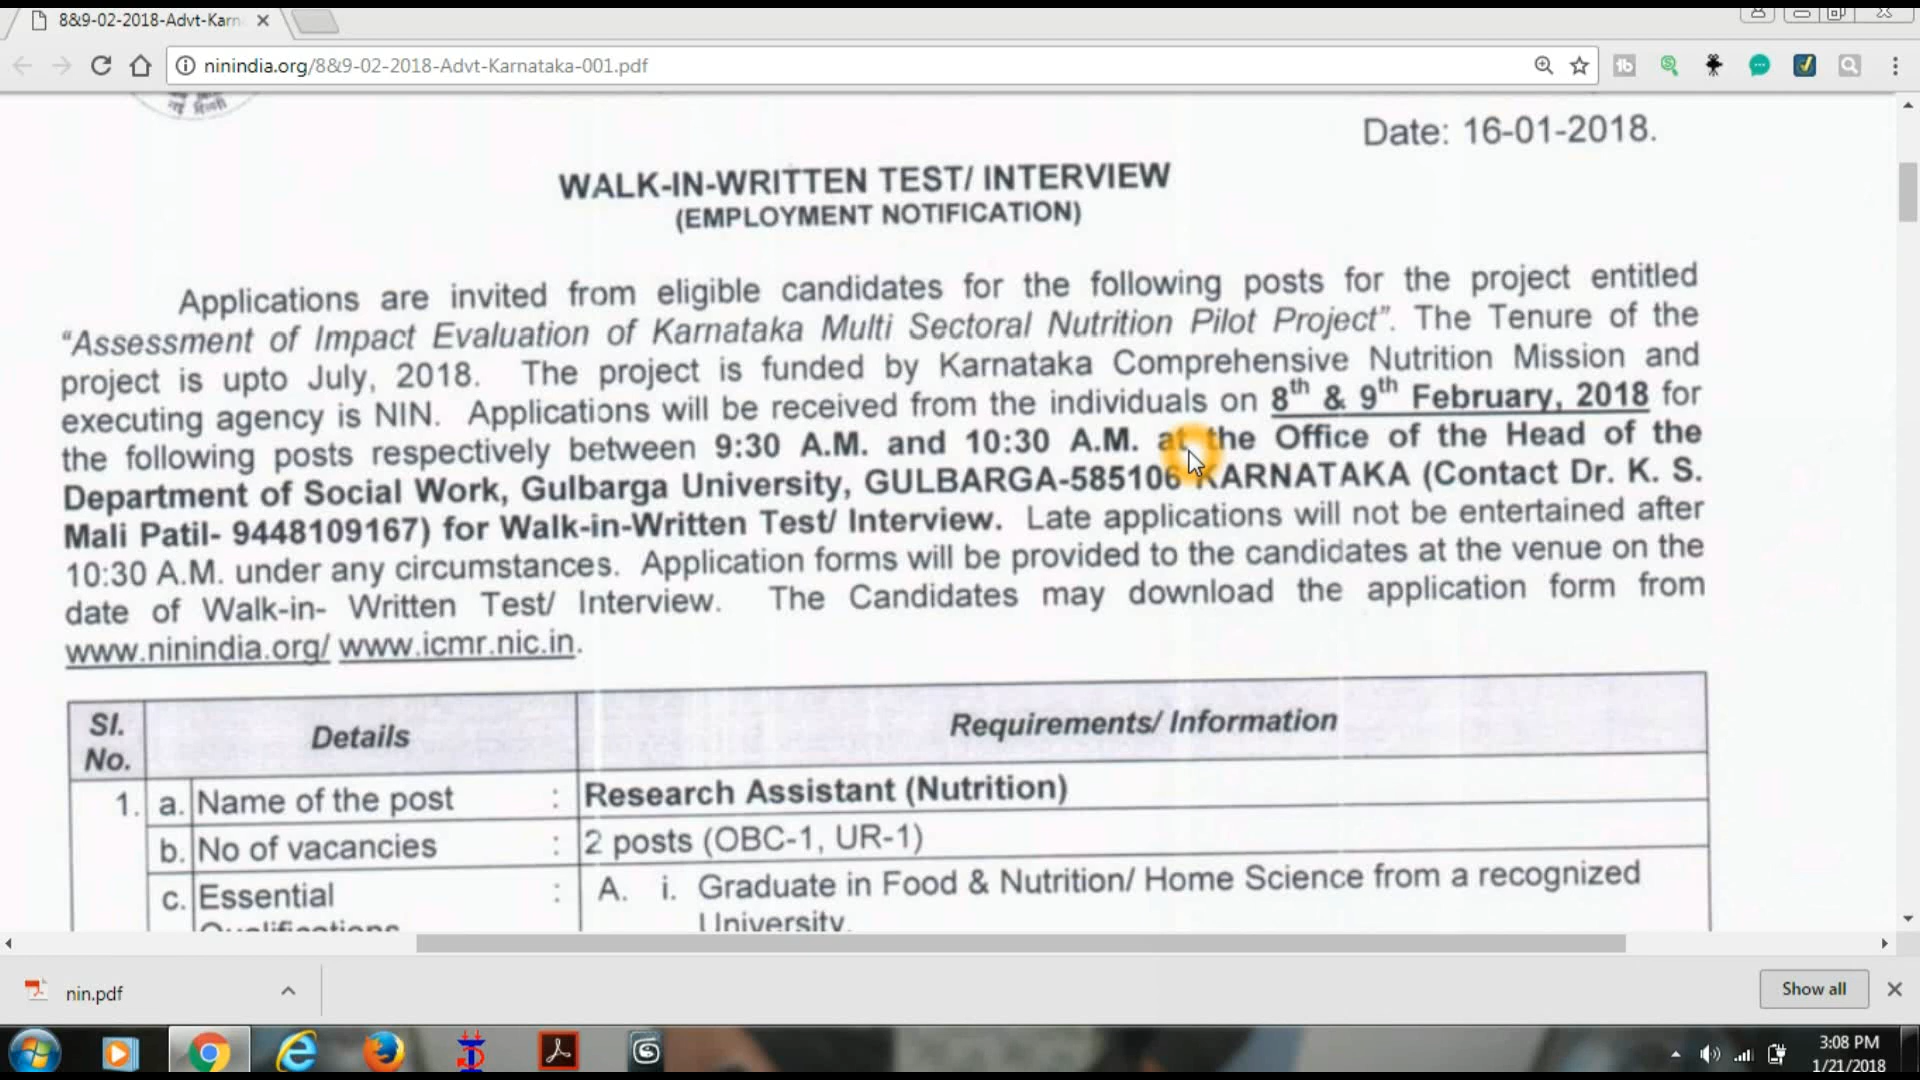 8&9-02-2018-Advt-Karn
ninindia.org/8&9-02-2018-Advt-Karnataka-001.pdf
नई दिल्ली
Date: 16-01-2018.
WALK-IN-WRITTEN TEST/ INTERVIEW
(EMPLOYMENT NOTIFICATION)
Applications are invited from eligible candidates for the following posts for the project entitled
“Assessment of Impact Evaluation of Karnataka Multi Sectoral Nutrition Pilot Project”. The Tenure of the
project is upto July, 2018. The project is funded by Karnataka Comprehensive Nutrition Mission and
executing agency is NIN. Applications will be received from the individuals on 8th & 9th February, 2018 for
the following posts respectively between 9:30 A.M. and 10:30 A.M. at the Office of the Head of the
Department of Social Work, Gulbarga University, GULBARGA-585106 KARNATAKA (Contact Dr. K. S.
Mali Patil- 9448109167) for Walk-in-Written Test/ Interview. Late applications will not be entertained after
10:30 A.M. under any circumstances. Application forms will be provided to the candidates at the venue on the
date of Walk-in- Written Test/ Interview. The Candidates may download the application form from
www.ninindia.org/ www.icmr.nic.in.
Sl. No. Details Requirements/ Information
1. a. Name of the post : Research Assistant (Nutrition)
b. No of vacancies : 2 posts (OBC-1, UR-1)
c. Essential : A. i. Graduate in Food & Nutrition/ Home Science from a recognized
Qualifications University.
nin.pdf
Show all
3:08 PM
1/21/2018